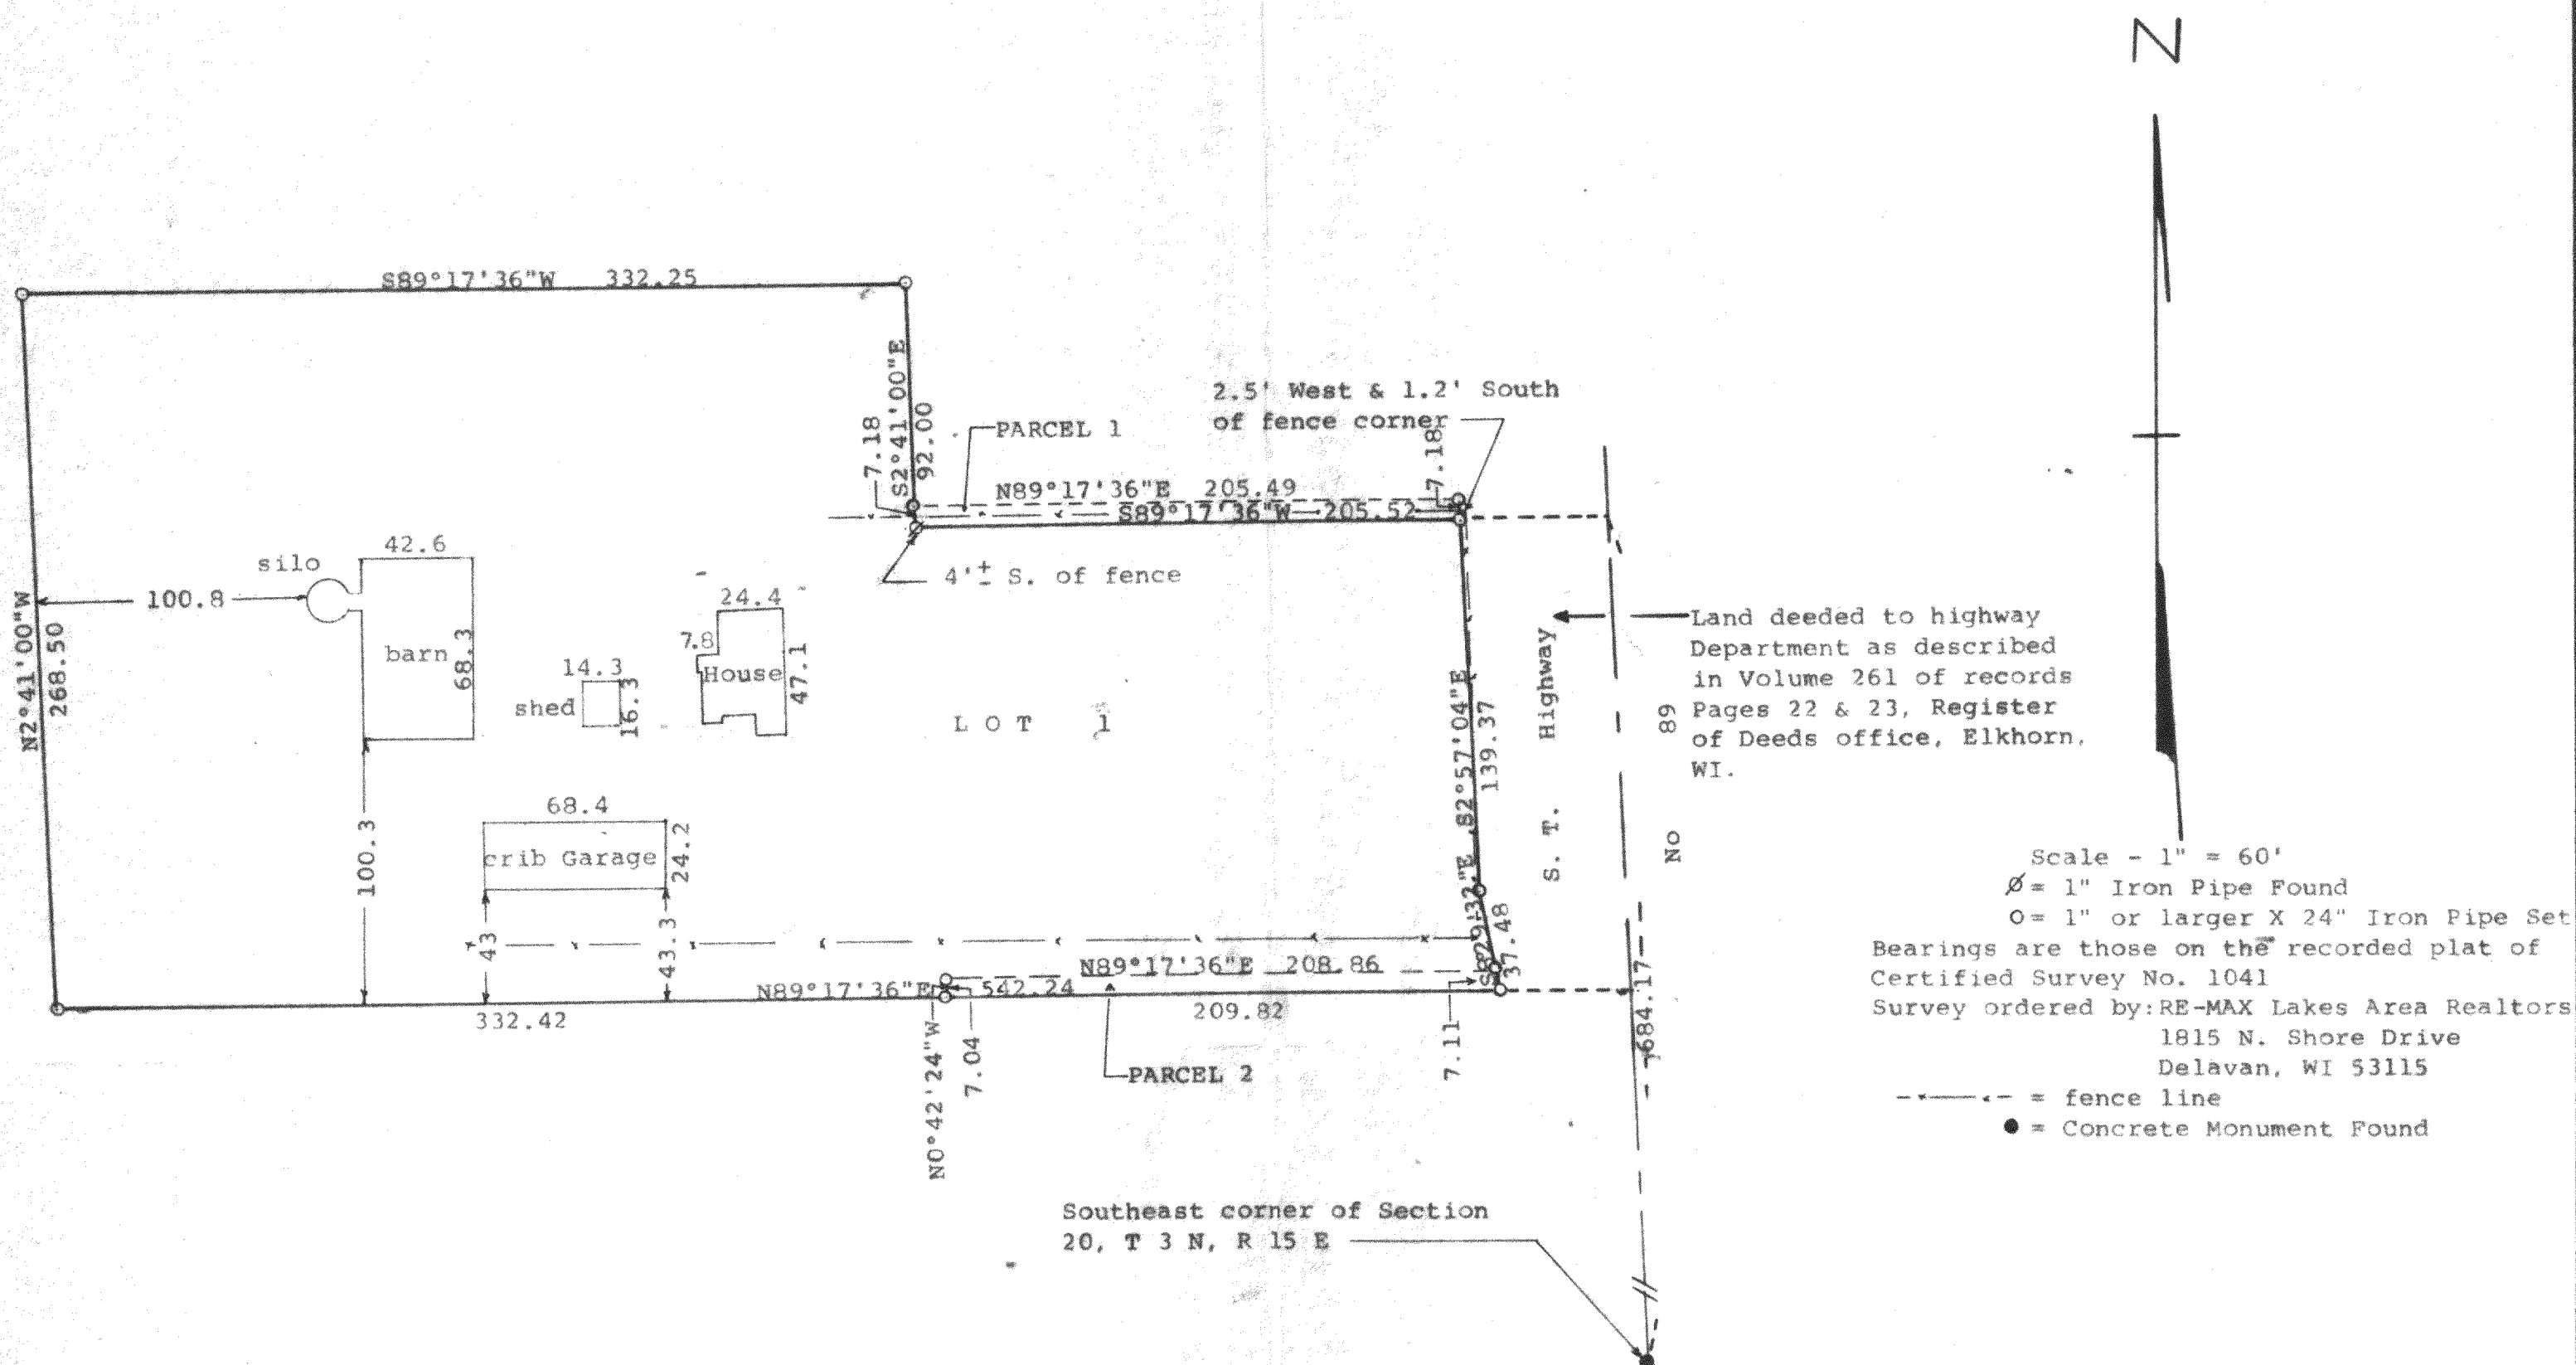 N
S89°17'36"W 332.25
S2°41'00"E
92.00
7.18
PARCEL 1
2.5' West & 1.2' South
of fence corner
7.18
N89°17'36"E 205.49
S89°17'36"W 205.52
4'± S. of fence
silo
42.6
100.8
barn
68.3
N2°41'00"W
268.50
14.3
shed
16.3
24.4
7.8
House
47.1
LOT 1
S2°57'04"E
139.37
S. T. Highway
No 89
Land deeded to highway
Department as described
in Volume 261 of records
Pages 22 & 23, Register
of Deeds office, Elkhorn,
WI.
68.4
crib Garage
24.2
100.3
43
43.3
37.48
N89°17'36"E 208.86
N89°17'36"E 542.24
332.42
209.82
N0°42'24"W
7.04
7.11
684.17
PARCEL 2
Southeast corner of Section
20, T 3 N, R 15 E
Scale - 1" = 60'
Ø = 1" Iron Pipe Found
O = 1" or larger X 24" Iron Pipe Set
Bearings are those on the recorded plat of
Certified Survey No. 1041
Survey ordered by: RE-MAX Lakes Area Realtors
1815 N. Shore Drive
Delavan, WI 53115
= fence line
● = Concrete Monument Found